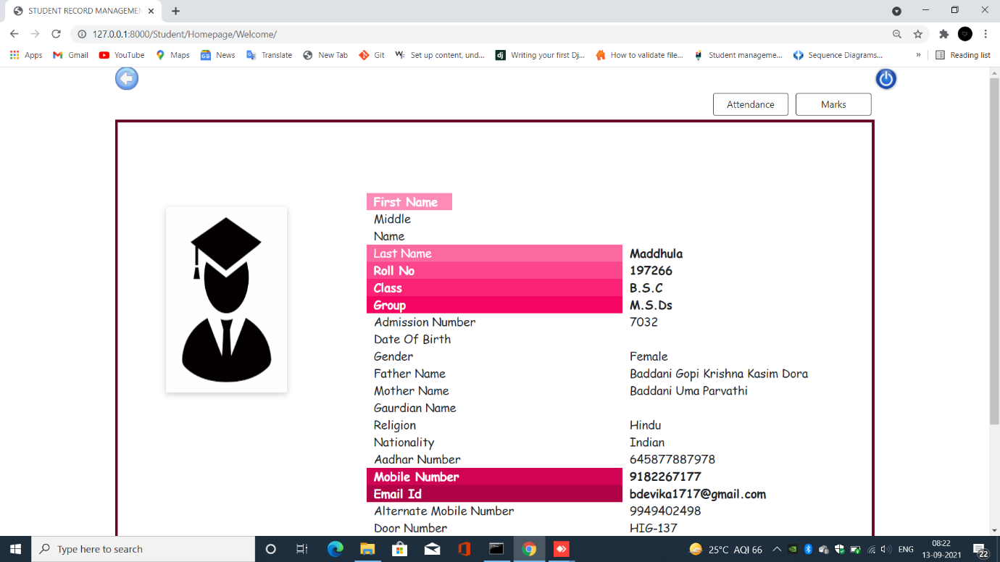 STUDENT RECORD MANAGEMEN
127.0.0.1:8000/Student/Homepage/Welcome/
Apps Gmail YouTube Maps News Translate New Tab Git Set up content, und... Writing your first Dj... How to validate file... Student manageme... Sequence Diagrams... » Reading list
Attendance Marks
First Name
Middle
Name
Last Name Maddhula
Roll No 197266
Class B.S.C
Group M.S.Ds
Admission Number 7032
Date Of Birth
Gender Female
Father Name Baddani Gopi Krishna Kasim Dora
Mother Name Baddani Uma Parvathi
Gaurdian Name
Religion Hindu
Nationality Indian
Aadhar Number 645877887978
Mobile Number 9182267177
Email Id bdevika1717@gmail.com
Alternate Mobile Number 9949402498
Door Number HIG-137
Type here to search 25°C AQI 66 ENG 08:22
13-09-2021 22